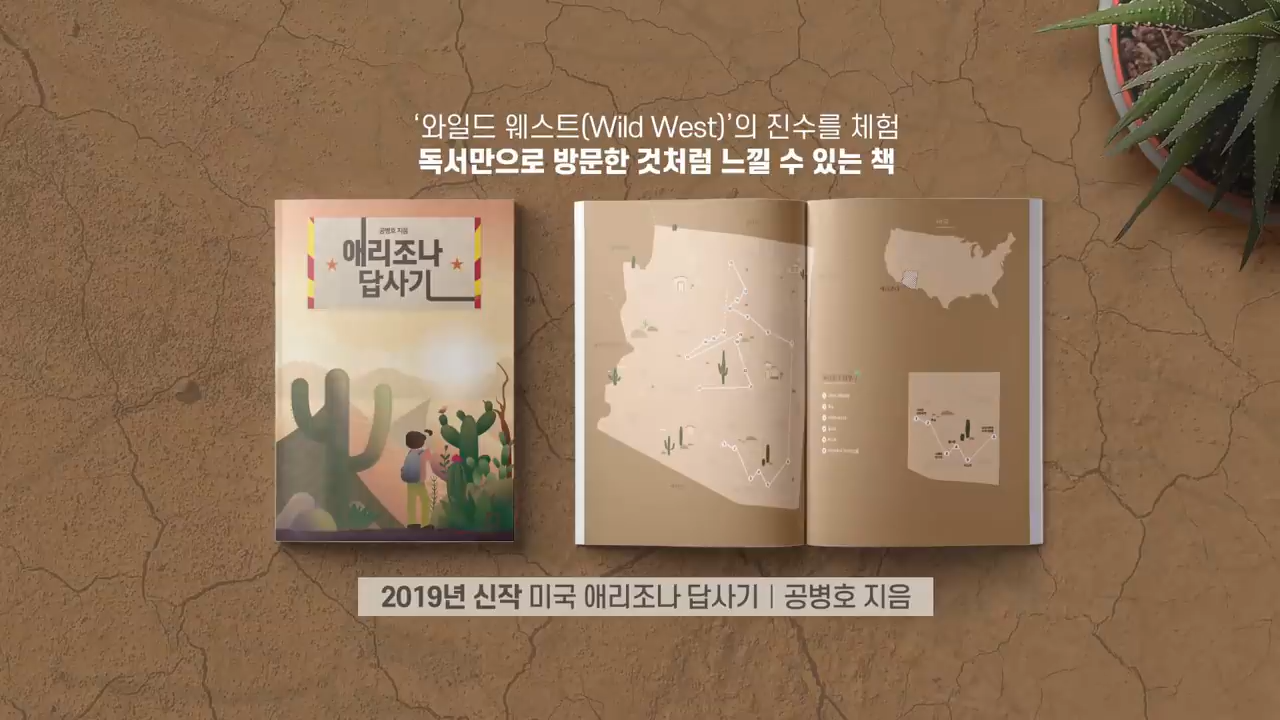 ‘와일드 웨스트(Wild West)’의 진수를 체험
독서만으로 방문한 것처럼 느낄 수 있는 책
공병호 지음
애리조나
답사기
2019년 신작 미국 애리조나 답사기 | 공병호 지음